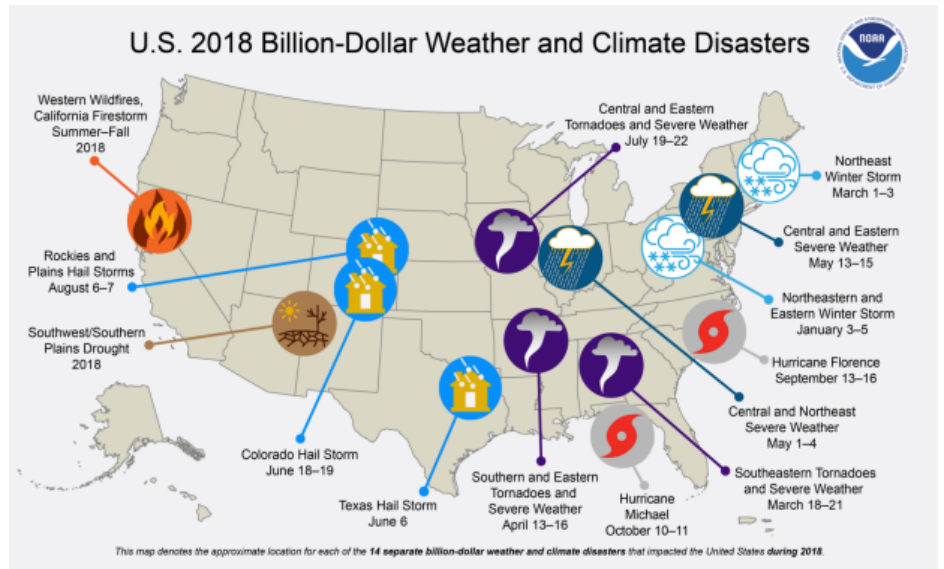 U.S. 2018 Billion-Dollar Weather and Climate Disasters
NOAA
Western Wildfires,
California Firestorm
Summer–Fall
2018
Central and Eastern
Tornadoes and Severe Weather
July 19–22
Northeast
Winter Storm
March 1–3
Rockies and
Plains Hail Storms
August 6–7
Central and Eastern
Severe Weather
May 13–15
Southwest/Southern
Plains Drought
2018
Northeastern and
Eastern Winter Storm
January 3–5
Hurricane Florence
September 13–16
Colorado Hail Storm
June 18–19
Central and Northeast
Severe Weather
May 1–4
Texas Hail Storm
June 6
Southern and Eastern
Tornadoes and
Severe Weather
April 13–16
Hurricane
Michael
October 10–11
Southeastern Tornadoes
and Severe Weather
March 18–21
This map denotes the approximate location for each of the 14 separate billion-dollar weather and climate disasters that impacted the United States during 2018.